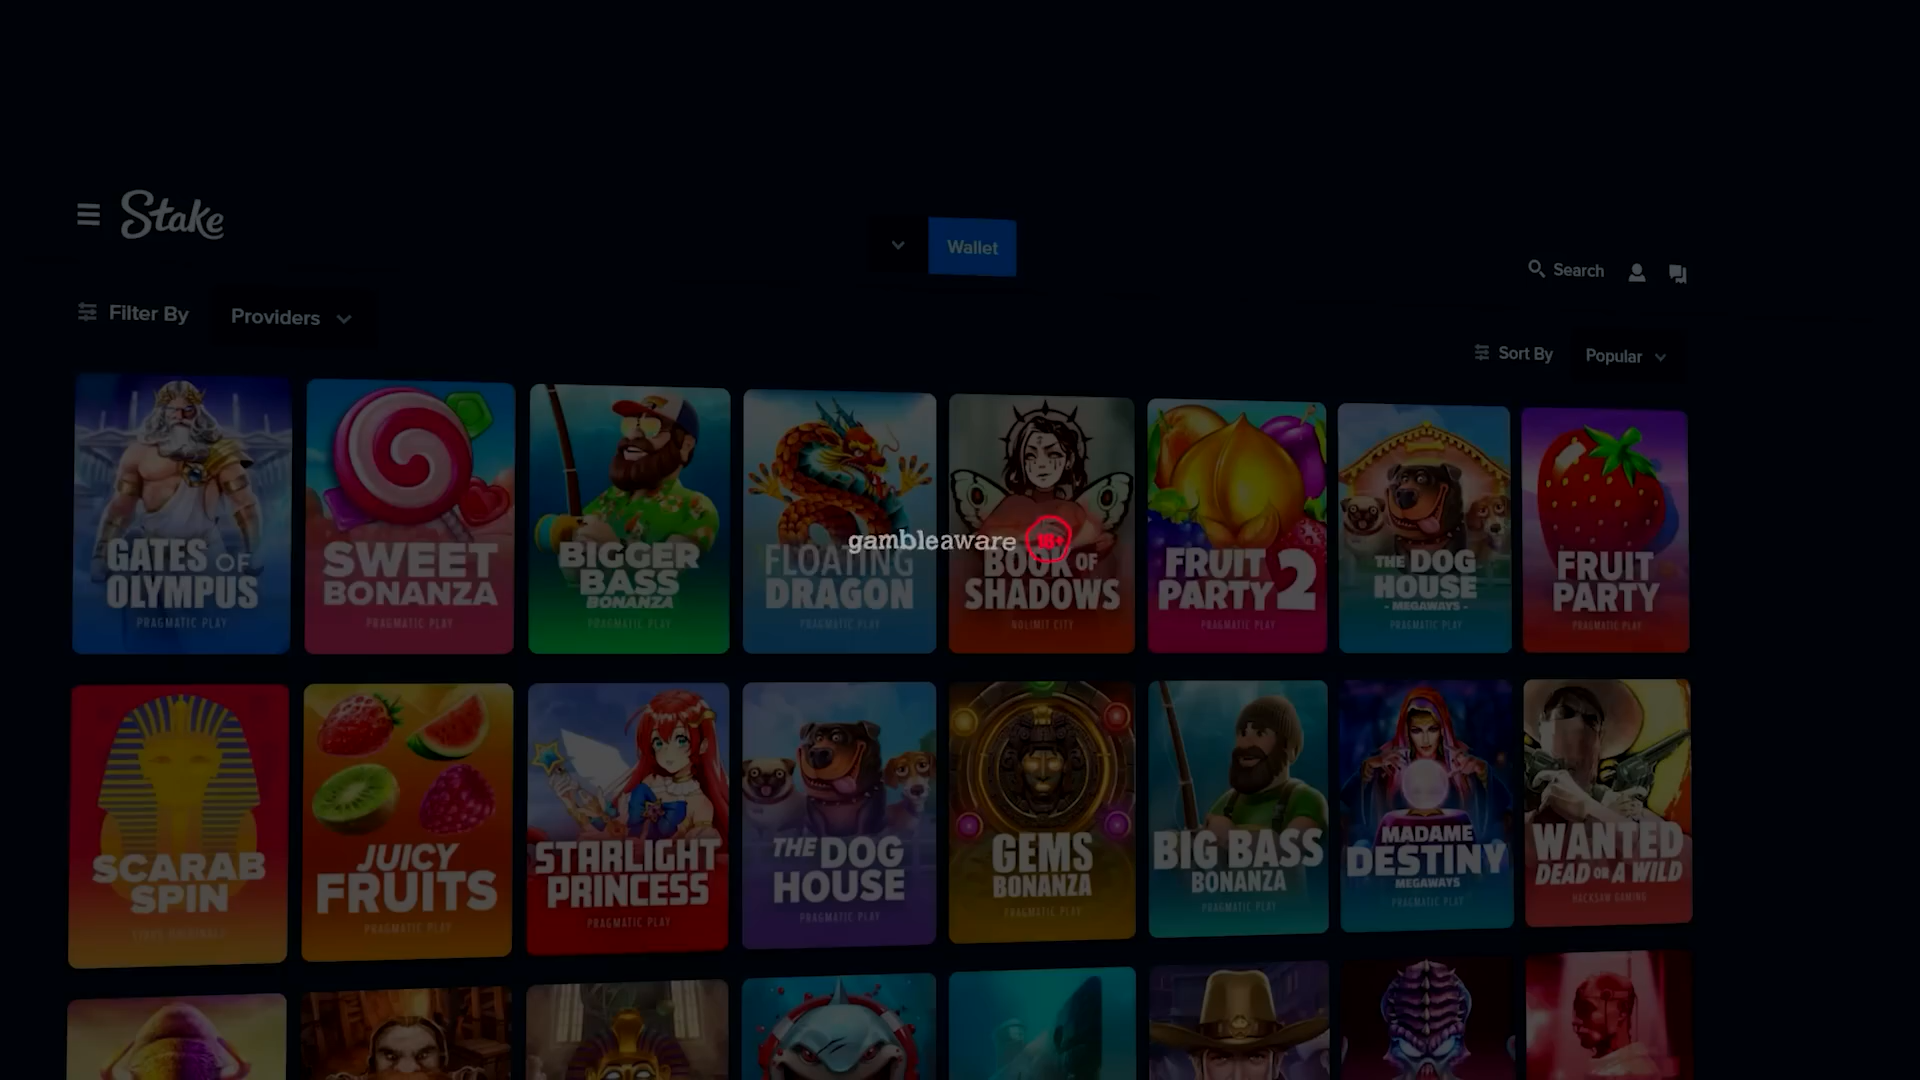 Stake
Wallet
Search
Filter By
Providers
Sort By
Popular
GATES OF
OLYMPUS
PRAGMATIC PLAY
SWEET
BONANZA
PRAGMATIC PLAY
BIGGER
BASS
BONANZA
PRAGMATIC PLAY
FLOATING
DRAGON
PRAGMATIC PLAY
BOOK OF
SHADOWS
NOLIMIT CITY
FRUIT
PARTY 2
PRAGMATIC PLAY
THE DOG
HOUSE
- MEGAWAYS -
PRAGMATIC PLAY
FRUIT
PARTY
PRAGMATIC PLAY
gambleaware 18+
SCARAB
SPIN
STAKE ORIGINALS
JUICY
FRUITS
PRAGMATIC PLAY
STARLIGHT
PRINCESS
PRAGMATIC PLAY
THE DOG
HOUSE
PRAGMATIC PLAY
GEMS
BONANZA
PRAGMATIC PLAY
BIG BASS
BONANZA
PRAGMATIC PLAY
MADAME
DESTINY
MEGAWAYS
PRAGMATIC PLAY
WANTED
DEAD OR A WILD
HACKSAW GAMING